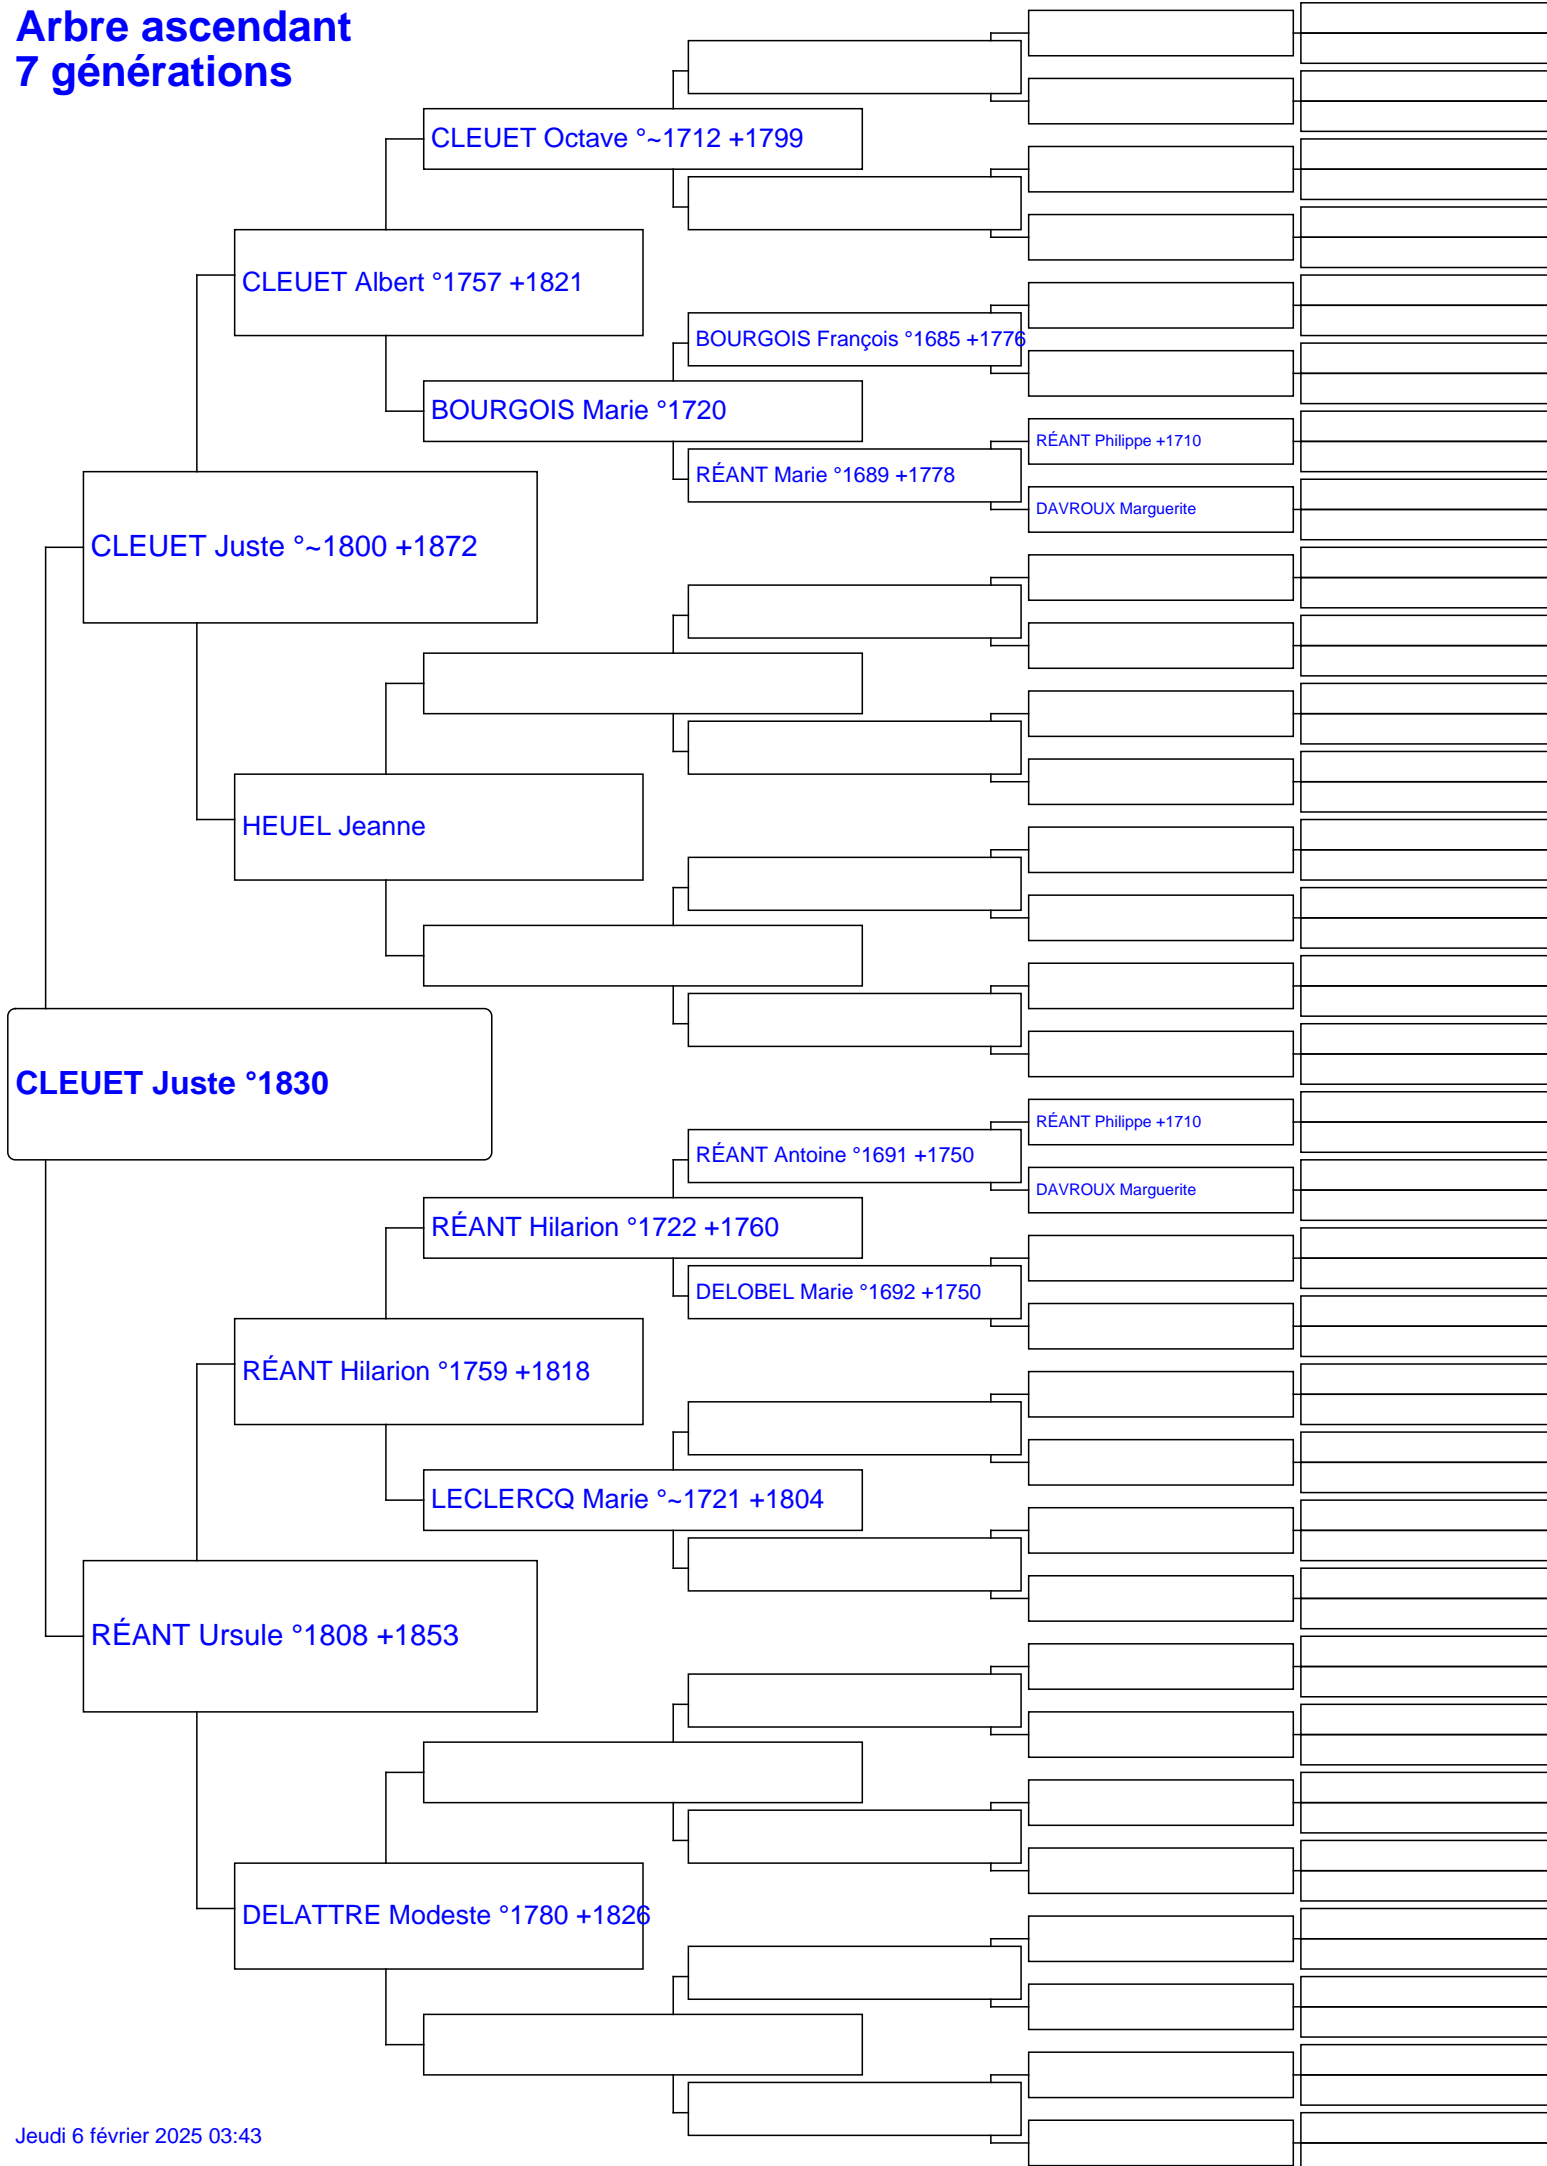 Arbre ascendant
7 générations
CLEUET Octave °~1712 +1799
CLEUET Albert °1757 +1821
BOURGOIS François °1685 +1776
BOURGOIS Marie °1720
RÉANT Philippe +1710
RÉANT Marie °1689 +1778
DAVROUX Marguerite
CLEUET Juste °~1800 +1872
HEUEL Jeanne
CLEUET Juste °1830
RÉANT Philippe +1710
RÉANT Antoine °1691 +1750
DAVROUX Marguerite
RÉANT Hilarion °1722 +1760
DELOBEL Marie °1692 +1750
RÉANT Hilarion °1759 +1818
LECLERCQ Marie °~1721 +1804
RÉANT Ursule °1808 +1853
DELATTRE Modeste °1780 +1826
Jeudi 6 février 2025 03:43